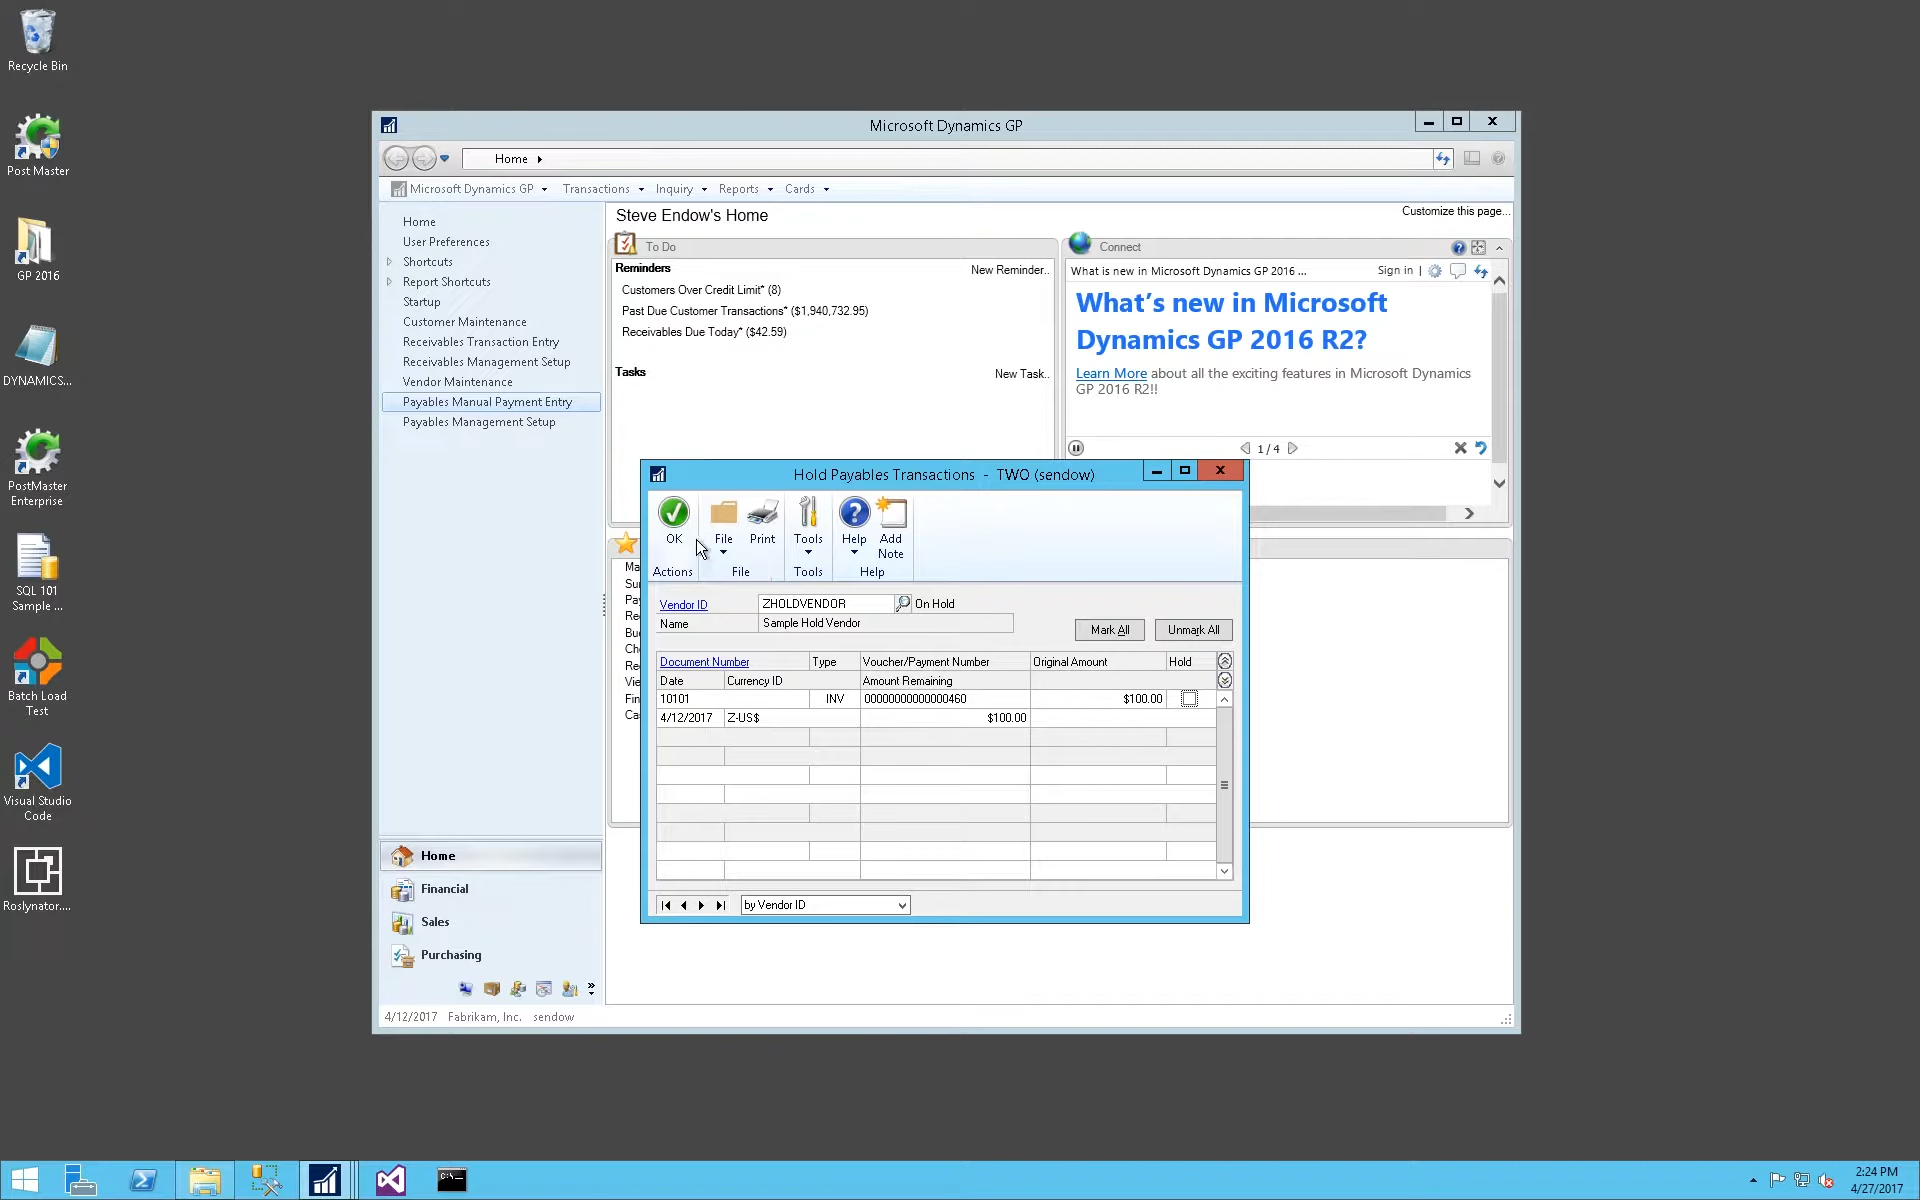 Recycle Bin
Post Master
GP 2016
DYNAMICS...
PostMaster
Enterprise
SQL 101
Sample ...
Batch Load
Test
Visual Studio
Code
Roslynator....
Microsoft Dynamics GP
Home
Microsoft Dynamics GP Transactions Inquiry Reports Cards
Home
User Preferences
Shortcuts
Report Shortcuts
Startup
Customer Maintenance
Receivables Transaction Entry
Receivables Management Setup
Vendor Maintenance
Payables Manual Payment Entry
Payables Management Setup
Home
Financial
Sales
Purchasing
4/12/2017 Fabrikam, Inc. sendow
Steve Endow's Home
Customize this page...
To Do
Reminders New Reminder..
Customers Over Credit Limit* (8)
Past Due Customer Transactions* ($1,940,732.95)
Receivables Due Today* ($42.59)
Tasks New Task..
Connect
What is new in Microsoft Dynamics GP 2016 ... Sign in |
What's new in Microsoft
Dynamics GP 2016 R2?
Learn More about all the exciting features in Microsoft Dynamics
GP 2016 R2!!
1 / 4
Ma
Sur
Pay
Re
Bu
Ch
Re
Vie
Fin
Ca
Hold Payables Transactions - TWO (sendow)
OK File Print Tools Help Add
Note
Actions File Tools Help
Vendor ID ZHOLDVENDOR On Hold
Name Sample Hold Vendor
Mark All Unmark All
Document Number Type Voucher/Payment Number Original Amount Hold
Date Currency ID Amount Remaining
10101 INV 00000000000000460 $100.00
4/12/2017 Z-US$ $100.00
by Vendor ID
C:\_
2:24 PM
4/27/2017